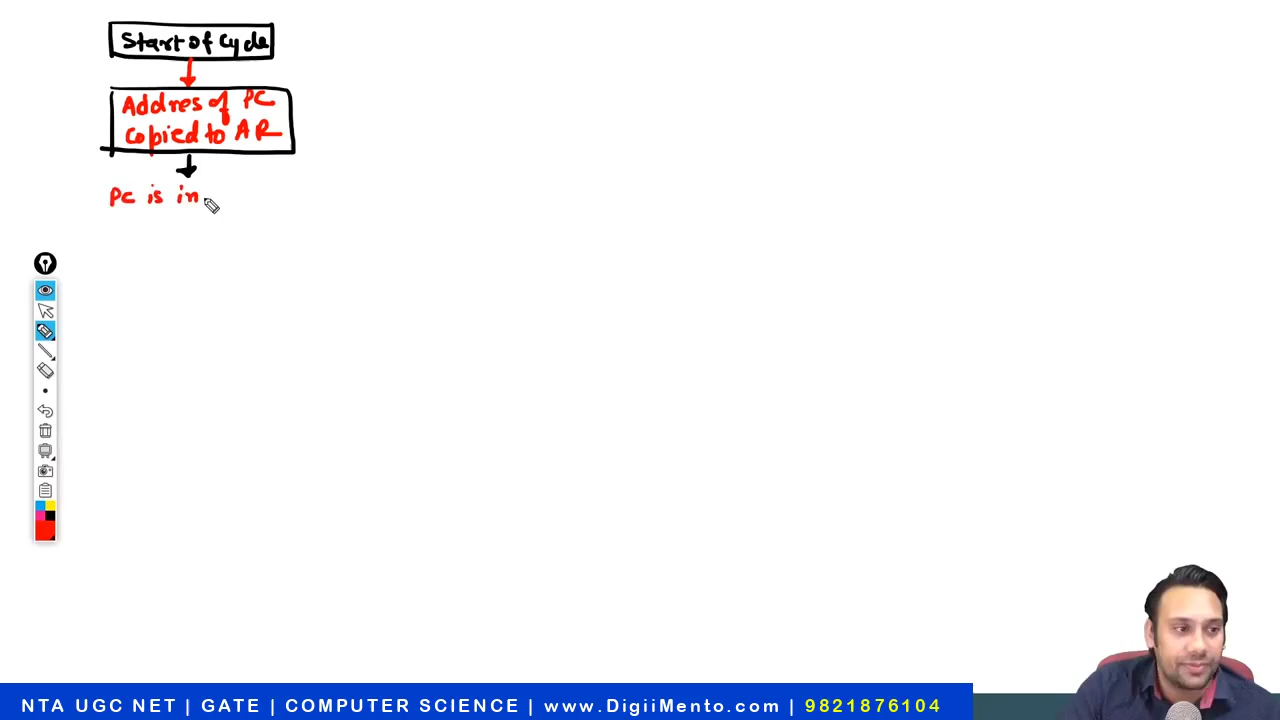 Start of Cycle
Addres of PC
Copied to AR
PC is in
NTA UGC NET | GATE | COMPUTER SCIENCE | www.DigiiMento.com | 9821876104